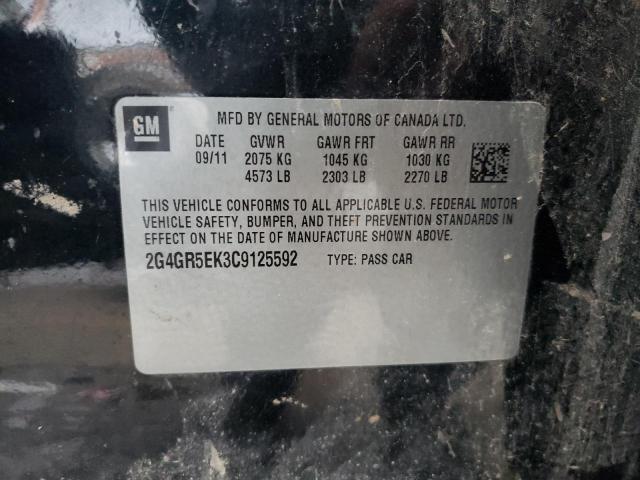 GM
MFD BY GENERAL MOTORS OF CANADA LTD.
DATE GVWR GAWR FRT GAWR RR
09/11 2075 KG 1045 KG 1030 KG
4573 LB 2303 LB 2270 LB
THIS VEHICLE CONFORMS TO ALL APPLICABLE U.S. FEDERAL MOTOR
VEHICLE SAFETY, BUMPER, AND THEFT PREVENTION STANDARDS IN
EFFECT ON THE DATE OF MANUFACTURE SHOWN ABOVE.
2G4GR5EK3C9125592 TYPE: PASS CAR